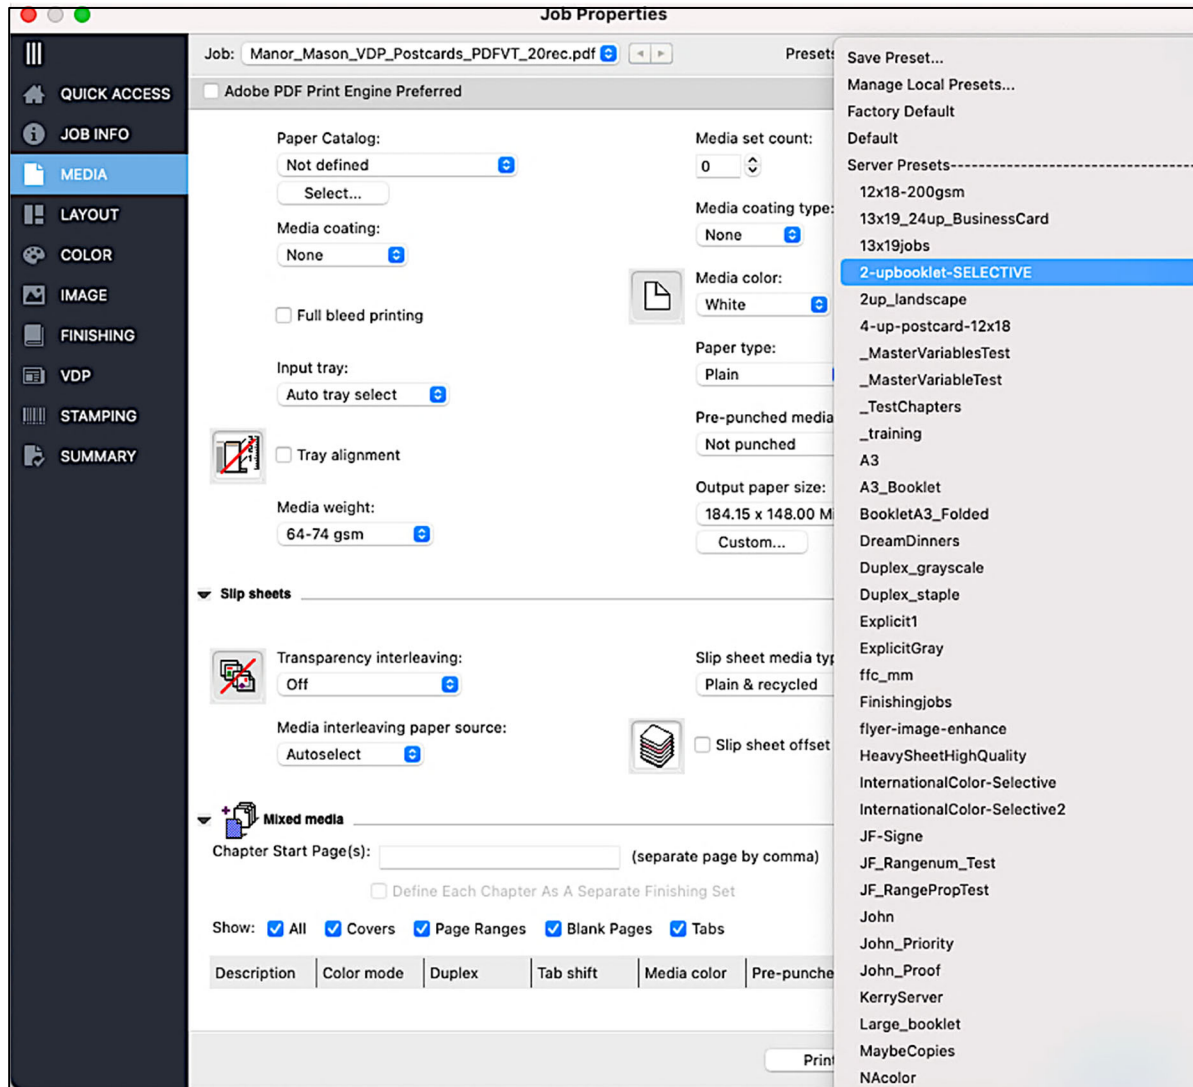 Job Properties
QUICK ACCESS
JOB INFO
MEDIA
LAYOUT
COLOR
IMAGE
FINISHING
VDP
STAMPING
SUMMARY
Job: Manor_Mason_VDP_Postcards_PDFVT_20rec.pdf
Presets
Adobe PDF Print Engine Preferred
Paper Catalog:
Not defined
Select...
Media coating:
None
Full bleed printing
Input tray:
Auto tray select
Tray alignment
Media weight:
64-74 gsm
Media set count:
0
Media coating type:
None
Media color:
White
Paper type:
Plain
Pre-punched media
Not punched
Output paper size:
184.15 x 148.00 Mi
Custom...
Slip sheets
Transparency interleaving:
Off
Media interleaving paper source:
Autoselect
Slip sheet media typ
Plain & recycled
Slip sheet offset
Mixed media
Chapter Start Page(s): (separate page by comma)
Define Each Chapter As A Separate Finishing Set
Show: All Covers Page Ranges Blank Pages Tabs
Description Color mode Duplex Tab shift Media color Pre-punche
Print
Save Preset...
Manage Local Presets...
Factory Default
Default
Server Presets----------------------------------
12x18-200gsm
13x19_24up_BusinessCard
13x19jobs
2-upbooklet-SELECTIVE
2up_landscape
4-up-postcard-12x18
_MasterVariablesTest
_MasterVariableTest
_TestChapters
_training
A3
A3_Booklet
BookletA3_Folded
DreamDinners
Duplex_grayscale
Duplex_staple
Explicit1
ExplicitGray
ffc_mm
Finishingjobs
flyer-image-enhance
HeavySheetHighQuality
InternationalColor-Selective
InternationalColor-Selective2
JF-Signe
JF_Rangenum_Test
JF_RangePropTest
John
John_Priority
John_Proof
KerryServer
Large_booklet
MaybeCopies
NAcolor